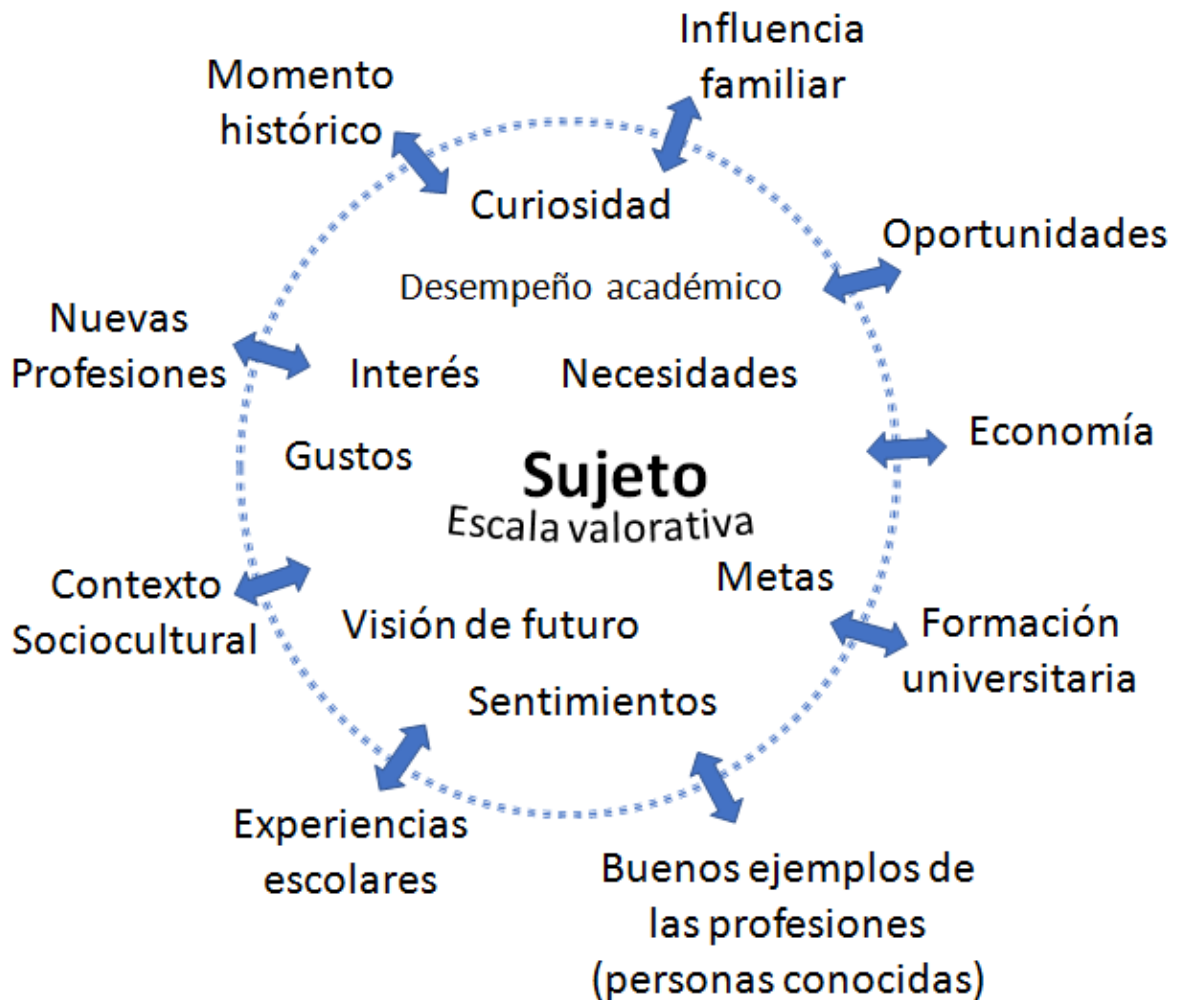 Influencia
familiar
Momento
histórico
Curiosidad
Oportunidades
Desempeño académico
Nuevas
Profesiones
Interés
Necesidades
Gustos
Economía
Sujeto
Escala valorativa
Metas
Contexto
Sociocultural
Visión de futuro
Formación
universitaria
Sentimientos
Experiencias
escolares
Buenos ejemplos de
las profesiones
(personas conocidas)